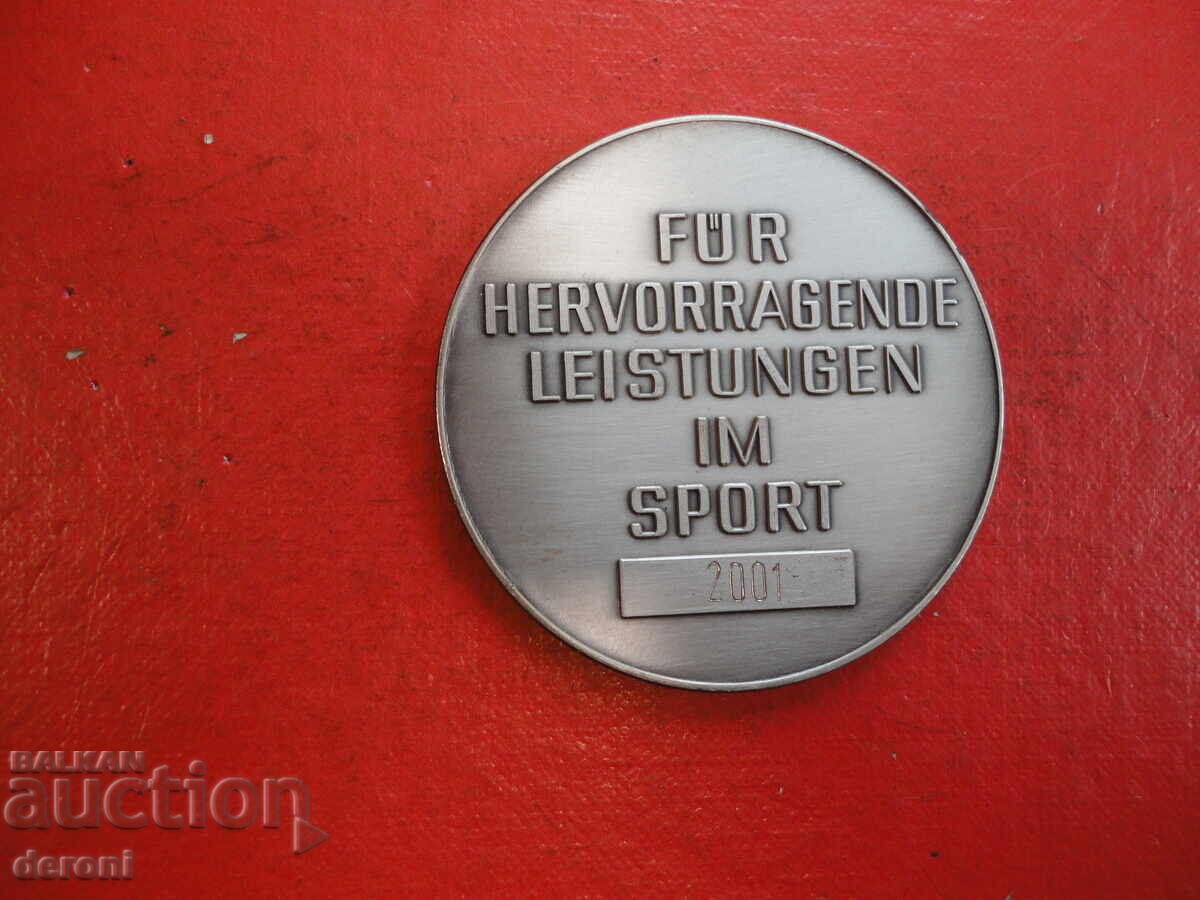 FÜR
HERVORRAGENDE
LEISTUNGEN
IM
SPORT
2001
BALKAN
auction
deroni